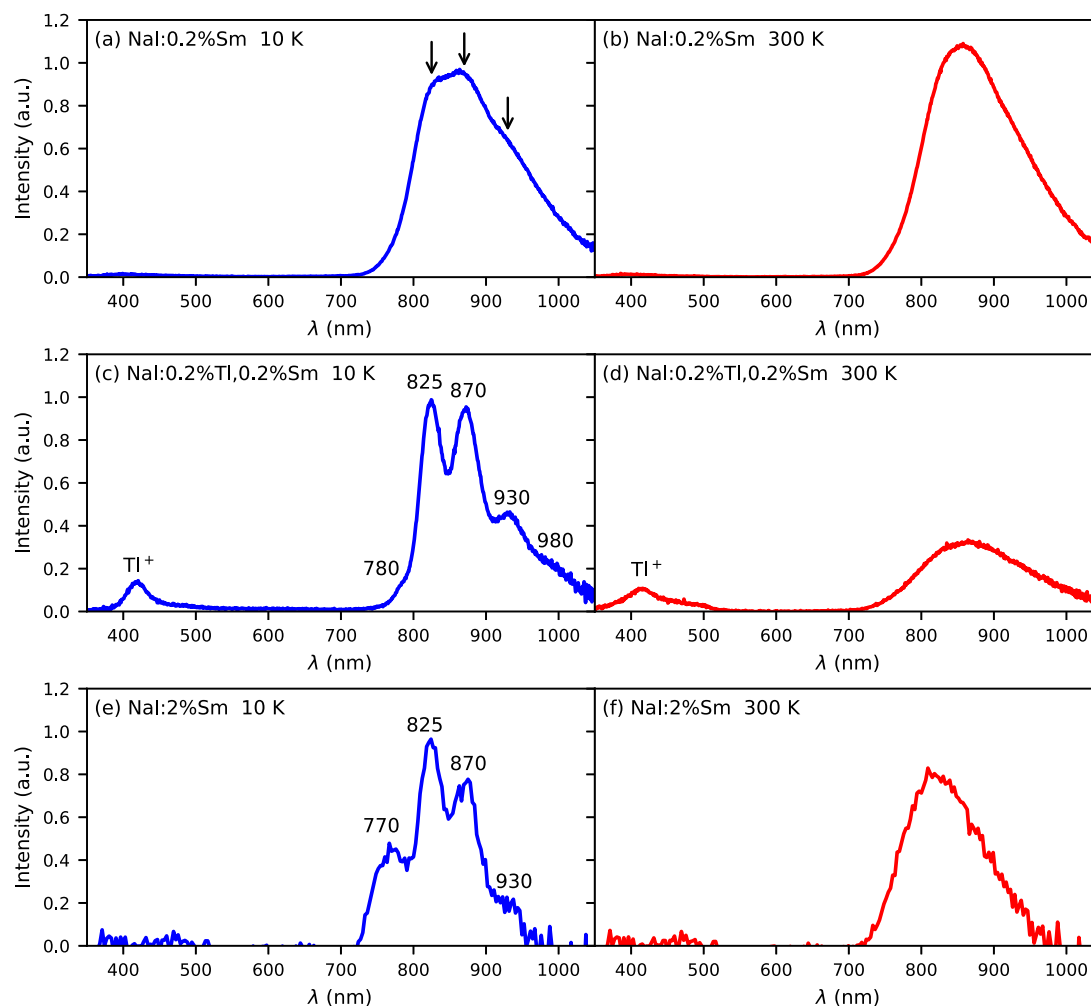 (a) NaI:0.2%Sm 10 K
(b) NaI:0.2%Sm 300 K
Intensity (a.u.)
1.2
1.0
0.8
0.6
0.4
0.2
0.0
400 500 600 700 800 900 1000
400 500 600 700 800 900 1000
λ (nm)
λ (nm)
(c) NaI:0.2%Tl,0.2%Sm 10 K
(d) NaI:0.2%Tl,0.2%Sm 300 K
Intensity (a.u.)
1.2
1.0
0.8
0.6
0.4
0.2
0.0
825
870
930
980
780
Tl+
Tl+
400 500 600 700 800 900 1000
400 500 600 700 800 900 1000
λ (nm)
λ (nm)
(e) NaI:2%Sm 10 K
(f) NaI:2%Sm 300 K
Intensity (a.u.)
1.2
1.0
0.8
0.6
0.4
0.2
0.0
825
870
770
930
400 500 600 700 800 900 1000
400 500 600 700 800 900 1000
λ (nm)
λ (nm)